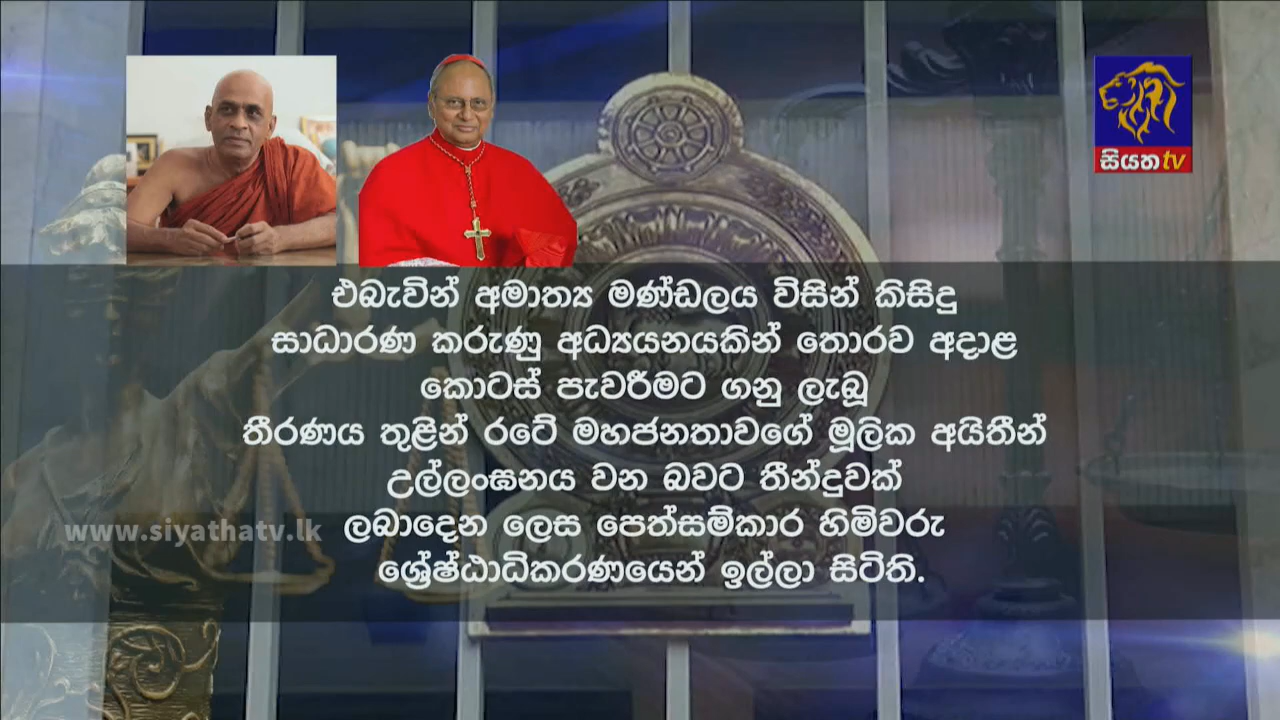 සියත tv
එබැවින් අමාත්‍ය මණ්ඩලය විසින් කිසිදු
සාධාරණ කරුණු අධ්‍යයනයකින් තොරව අදාළ
කොටස් පැවරීමට ගනු ලැබූ
තීරණය තුළින් රටේ මහජනතාවගේ මූලික අයිතීන්
උල්ලංඝනය වන බවට තීන්දුවක්
ලබාදෙන ලෙස පෙත්සම්කාර හිමිවරු
ශ්‍රේෂ්ඨාධිකරණයෙන් ඉල්ලා සිටිති.
www.siyathatv.lk